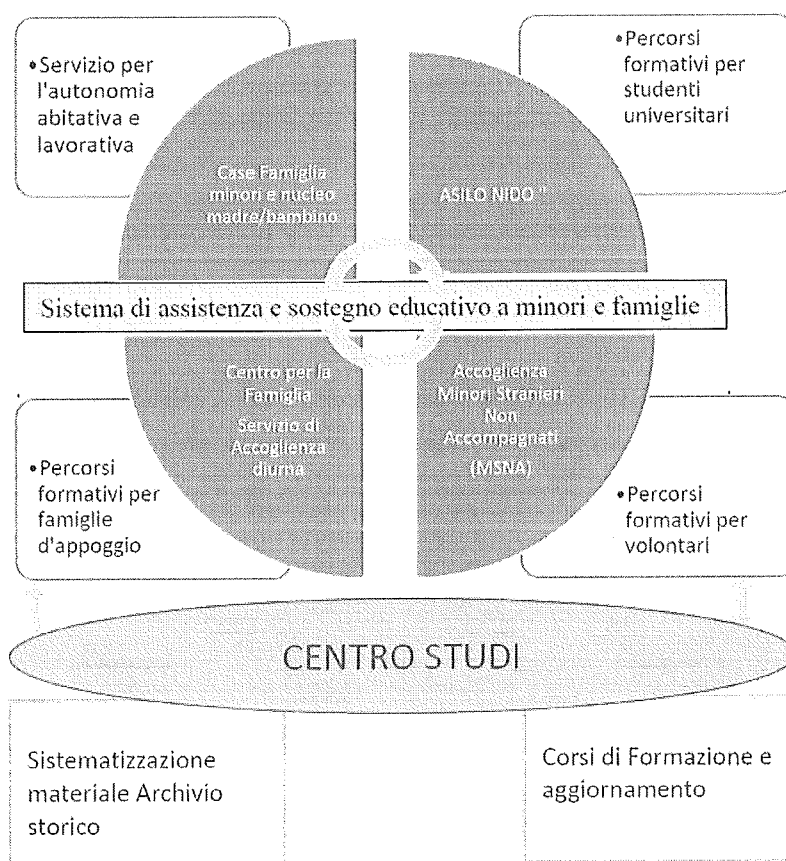 •Servizio per
l'autonomia
abitativa e
lavorativa
•Percorsi
formativi per
studenti
universitari
Case Famiglia
minori e nucleo
madre/bambino
ASILO NIDO "
Sistema di assistenza e sostegno educativo a minori e famiglie
Centro per la
Famiglia
Servizio di
Accoglienza
diurna
Accoglienza
Minori Stranieri
Non
Accompagnati
(MSNA)
•Percorsi
formativi per
famiglie
d'appoggio
•Percorsi
formativi per
volontari
CENTRO STUDI
Sistematizzazione
materiale Archivio
storico
Corsi di Formazione e
aggiornamento